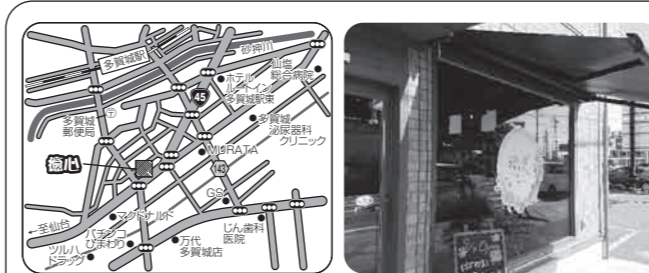 多賀城駅
砂押川
仙塩
総合病院
ホテル
ルートイン
多賀城駅東
45
〒
多賀城
郵便局
多賀城
泌尿器科
クリニック
MURATA
143
GS
←至仙台
マクドナルド
パチンコ
ひまわり
ツルハ
ドラッグ
万代
多賀城店
じん歯科
医院